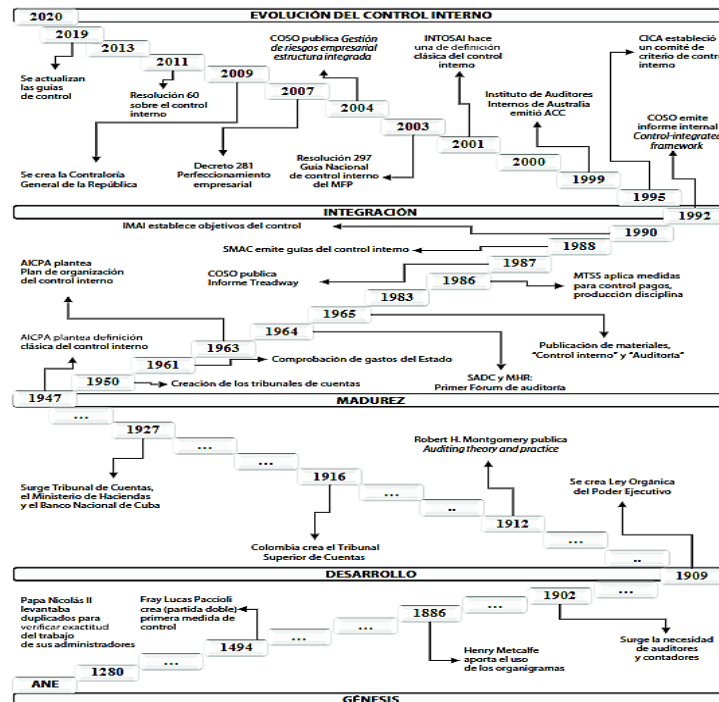 2020
EVOLUCIÓN DEL CONTROL INTERNO
2019
2013
2011
2009
2007
2004
2003
2001
2000
1999
1995
1992
Se actualizan
las guías
de control
Resolución 60
sobre el control
interno
COSO publica Gestión
de riesgos empresarial
estructura integrada
INTOSAI hace
una de definición
clásica del control
interno
CICA estableció
un comité de
criterio de control
interno
Instituto de Auditores
Internos de Australia
emitió ACC
COSO emite
informe internal
Control-integrated
framework
Se crea la Contraloría
General de la República
Decreto 281
Perfeccionamiento
empresarial
Resolución 297
Guía Nacional
de control interno
del MFP
INTEGRACIÓN
IMAI establece objetivos del control
1990
SMAC emite guías del control interno
1988
AICPA plantea
Plan de organización
del control interno
COSO publica
Informe Treadway
1987
1986
MTSS aplica medidas
para control pagos,
producción disciplina
1983
1965
1964
1963
1961
1950
1947
AICPA plantea definición
clásica del control interno
Comprobación de gastos del Estado
Publicación de materiales,
"Control interno" y "Auditoría"
Creación de los tribunales de cuentas
SADC y MHR:
Primer Fórum de auditoría
MADUREZ
...
1927
...
...
1916
...
..
1912
...
..
1909
Surge Tribunal de Cuentas,
el Ministerio de Haciendas
y el Banco Nacional de Cuba
Robert H. Montgomery publica
Auditing theory and practice
Se crea Ley Orgánica
del Poder Ejecutivo
Colombia crea el Tribunal
Superior de Cuentas
DESARROLLO
Papa Nicolás II
levantaba
duplicados para
verificar exactitud
del trabajo
de sus administradores
Fray Lucas Paccioli
crea (partida doble)
primera medida de
control
ANE
1280
...
1494
...
...
1886
...
1902
...
Henry Metcalfe
aporta el uso
de los organigramas
Surge la necesidad
de auditores
y contadores
GÉNESIS